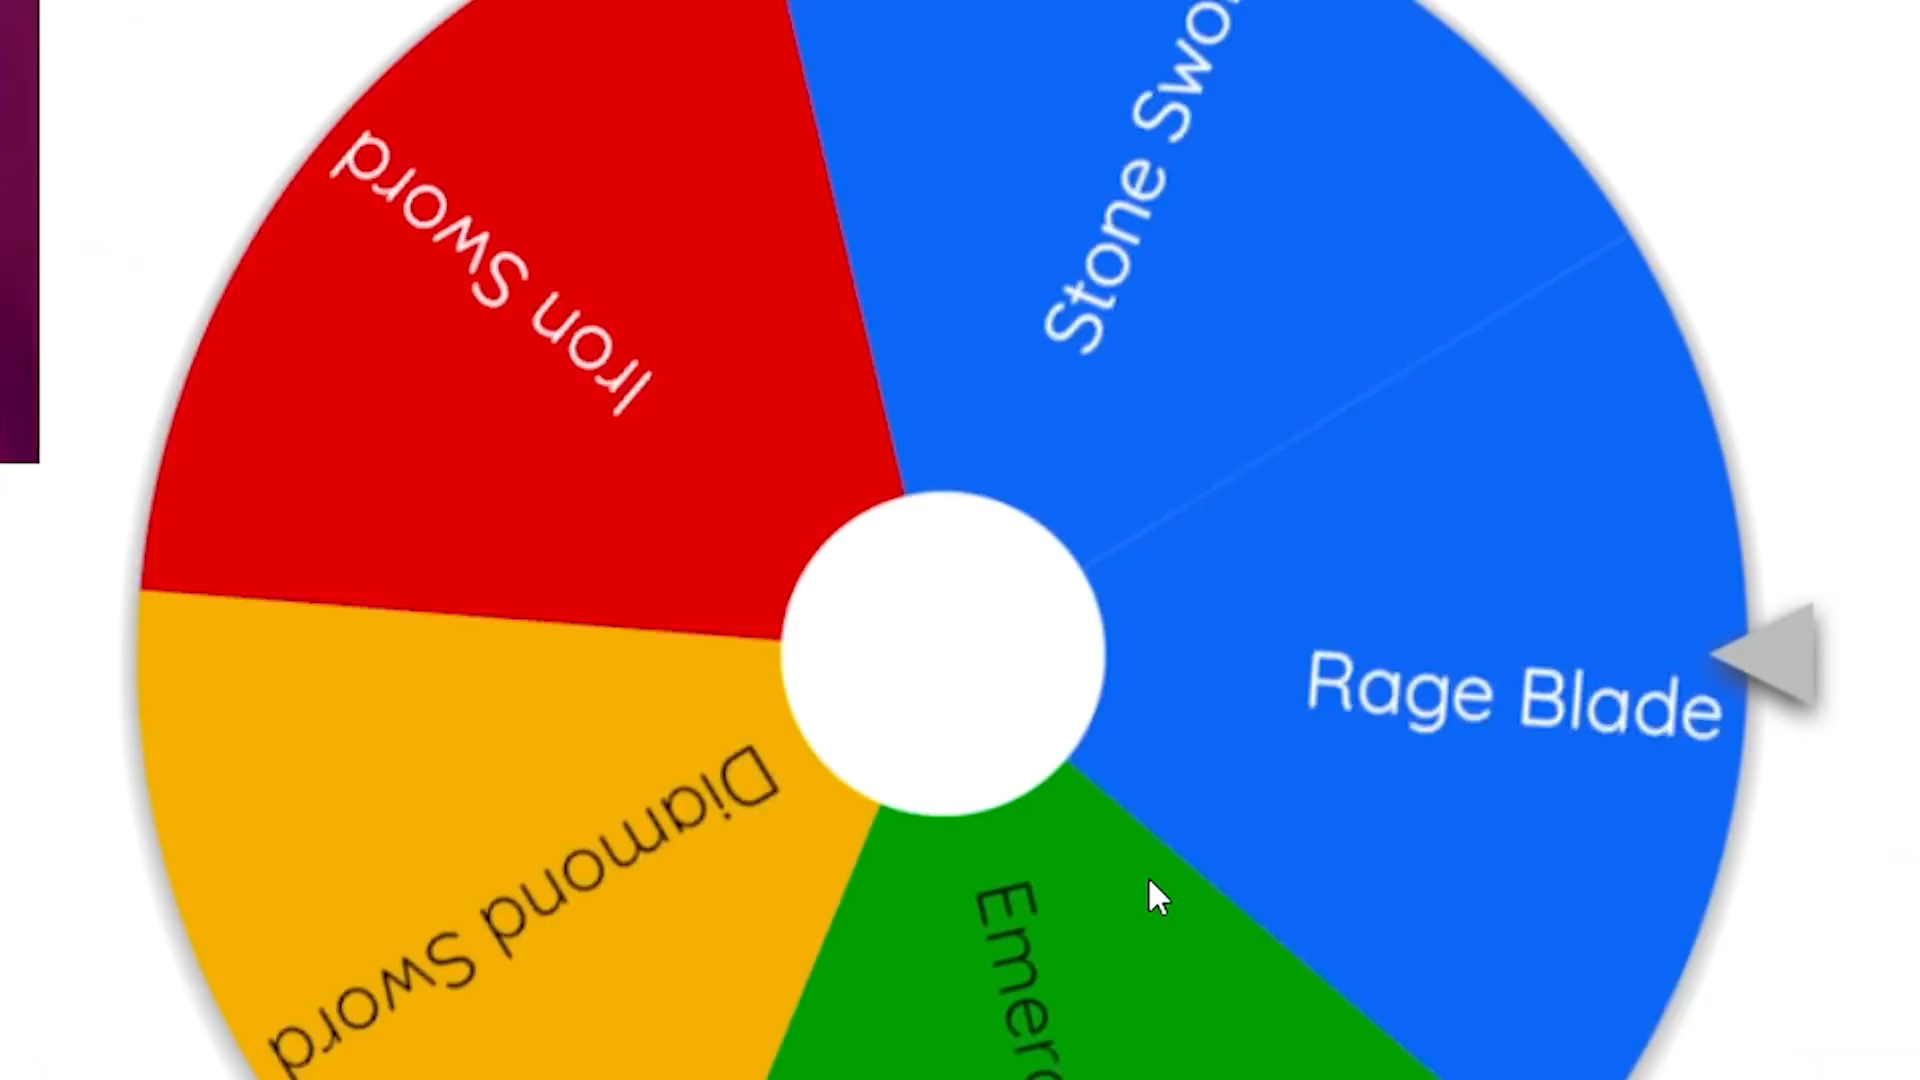 Stone Swo
Iron Sword
Rage Blade
Diamond Sword
Emer